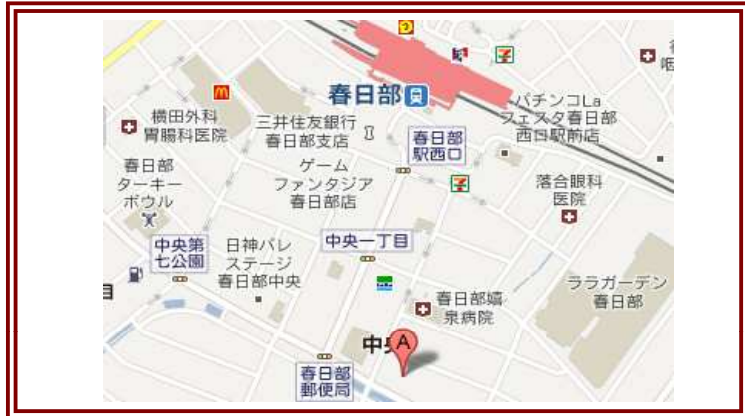 春日部
横田外科
胃腸科医院
三井住友銀行
春日部支店
春日部
駅西口
パチンコLa
フェスタ春日部
西口駅前店
春日部
ターキー
ボウル
ゲーム
ファンタジア
春日部店
落合眼科
医院
中央第
七公園
日神パレ
ステージ
春日部中央
中央一丁目
ララガーデン
春日部
春日部嬉
泉病院
中央
A
春日部
郵便局